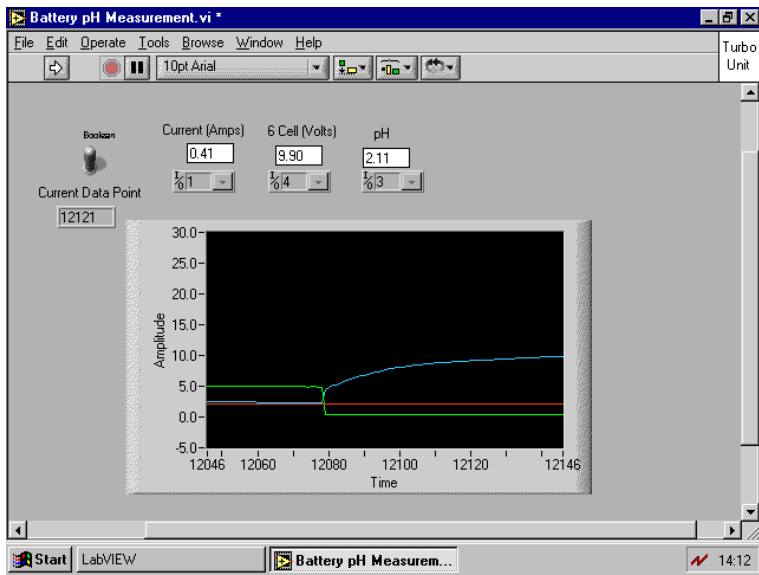 Battery pH Measurement.vi *
File Edit Operate Tools Browse Window Help
Turbo
Unit
10pt Arial
Boolean
Current (Amps) 6 Cell (Volts) pH
0.41 9.90 2.11
1 4 3
Current Data Point
12121
30.0
25.0
20.0
15.0
10.0
5.0
0.0
-5.0
Amplitude
12046 12060 12080 12100 12120 12146
Time
Start LabVIEW Battery pH Measurem... 14:12